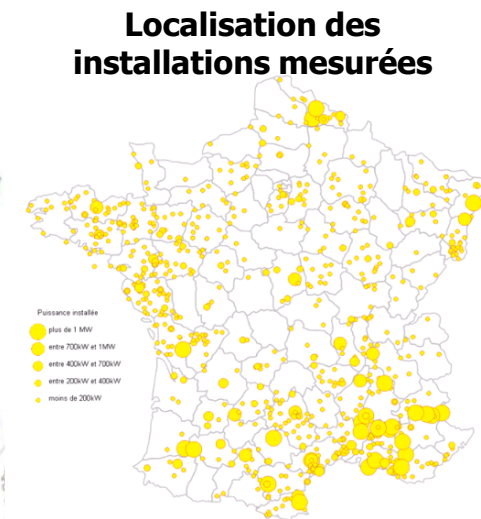 Localisation des
installations mesurées
Puissance installée
plus de 1 MW
entre 700kW et 1MW
entre 400kW et 700kW
entre 200kW et 400kW
moins de 200kW